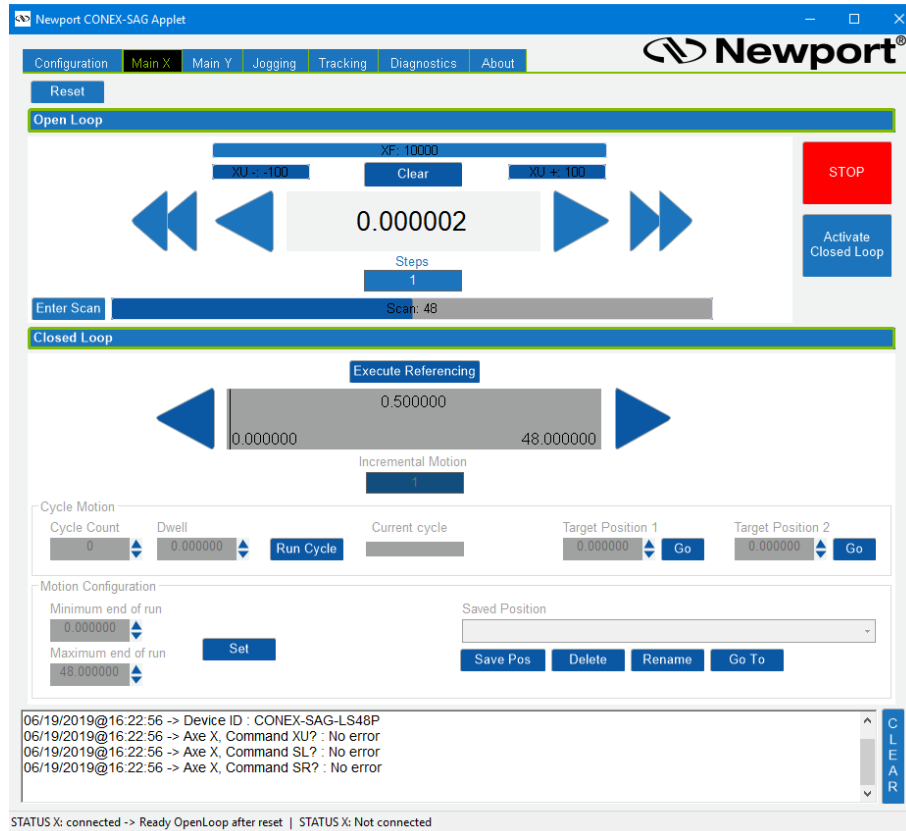 Newport CONEX-SAG Applet
Newport®
Configuration Main X Main Y Jogging Tracking Diagnostics About
Reset
Open Loop
XF: 10000
XU -: -100 Clear XU +: 100
STOP
0.000002
Activate
Closed Loop
Steps
1
Enter Scan Scan: 48
Closed Loop
Execute Referencing
0.500000
0.000000 48.000000
Incremental Motion
1
Cycle Motion
Cycle Count Dwell Current cycle Target Position 1 Target Position 2
0 0.000000 Run Cycle 0.000000 Go 0.000000 Go
Motion Configuration
Minimum end of run Saved Position
0.000000
Maximum end of run Set
48.000000
Save Pos Delete Rename Go To
06/19/2019@16:22:56 -> Device ID : CONEX-SAG-LS48P
06/19/2019@16:22:56 -> Axe X, Command XU? : No error
06/19/2019@16:22:56 -> Axe X, Command SL? : No error
06/19/2019@16:22:56 -> Axe X, Command SR? : No error
CLEAR
STATUS X: connected -> Ready OpenLoop after reset | STATUS X: Not connected